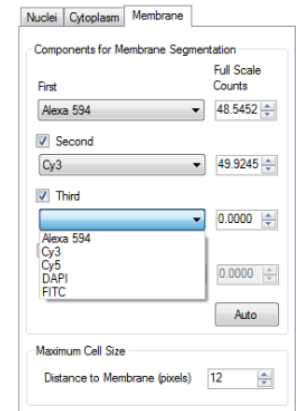 Nuclei Cytoplasm Membrane
Components for Membrane Segmentation
Full Scale
First Counts
Alexa 594 48.5452
Second
Cy3 49.9245
Third
0.0000
Alexa 594
Cy3
Cy5
DAPI 0.0000
FITC
Auto
Maximum Cell Size
Distance to Membrane (pixels) 12